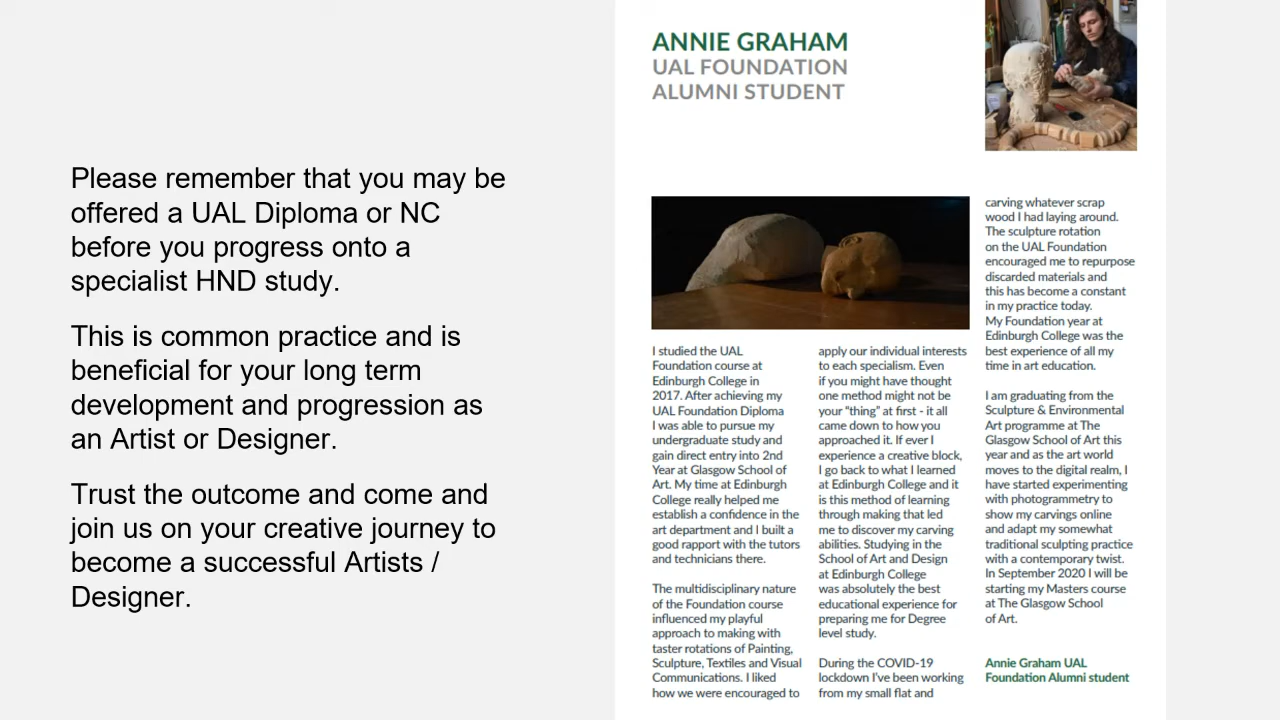 Please remember that you may be
offered a UAL Diploma or NC
before you progress onto a
specialist HND study.
This is common practice and is
beneficial for your long term
development and progression as
an Artist or Designer.
Trust the outcome and come and
join us on your creative journey to
become a successful Artists /
Designer.
ANNIE GRAHAM
UAL FOUNDATION
ALUMNI STUDENT
I studied the UAL
Foundation course at
Edinburgh College in
2017. After achieving my
UAL Foundation Diploma
I was able to pursue my
undergraduate study and
gain direct entry into 2nd
Year at Glasgow School of
Art. My time at Edinburgh
College really helped me
establish a confidence in the
art department and I built a
good rapport with the tutors
and technicians there.
The multidisciplinary nature
of the Foundation course
influenced my playful
approach to making with
taster rotations of Painting,
Sculpture, Textiles and Visual
Communications. I liked
how we were encouraged to
apply our individual interests
to each specialism. Even
if you might have thought
one method might not be
your “thing” at first - it all
came down to how you
approached it. If ever I
experience a creative block,
I go back to what I learned
at Edinburgh College and it
is this method of learning
through making that led
me to discover my carving
abilities. Studying in the
School of Art and Design
at Edinburgh College
was absolutely the best
educational experience for
preparing me for Degree
level study.
During the COVID-19
lockdown I’ve been working
from my small flat and
carving whatever scrap
wood I had laying around.
The sculpture rotation
on the UAL Foundation
encouraged me to repurpose
discarded materials and
this has become a constant
in my practice today.
My Foundation year at
Edinburgh College was the
best experience of all my
time in art education.
I am graduating from the
Sculpture & Environmental
Art programme at The
Glasgow School of Art this
year and as the art world
moves to the digital realm, I
have started experimenting
with photogrammetry to
show my carvings online
and adapt my somewhat
traditional sculpting practice
with a contemporary twist.
In September 2020 I will be
starting my Masters course
at The Glasgow School
of Art.
Annie Graham UAL
Foundation Alumni student